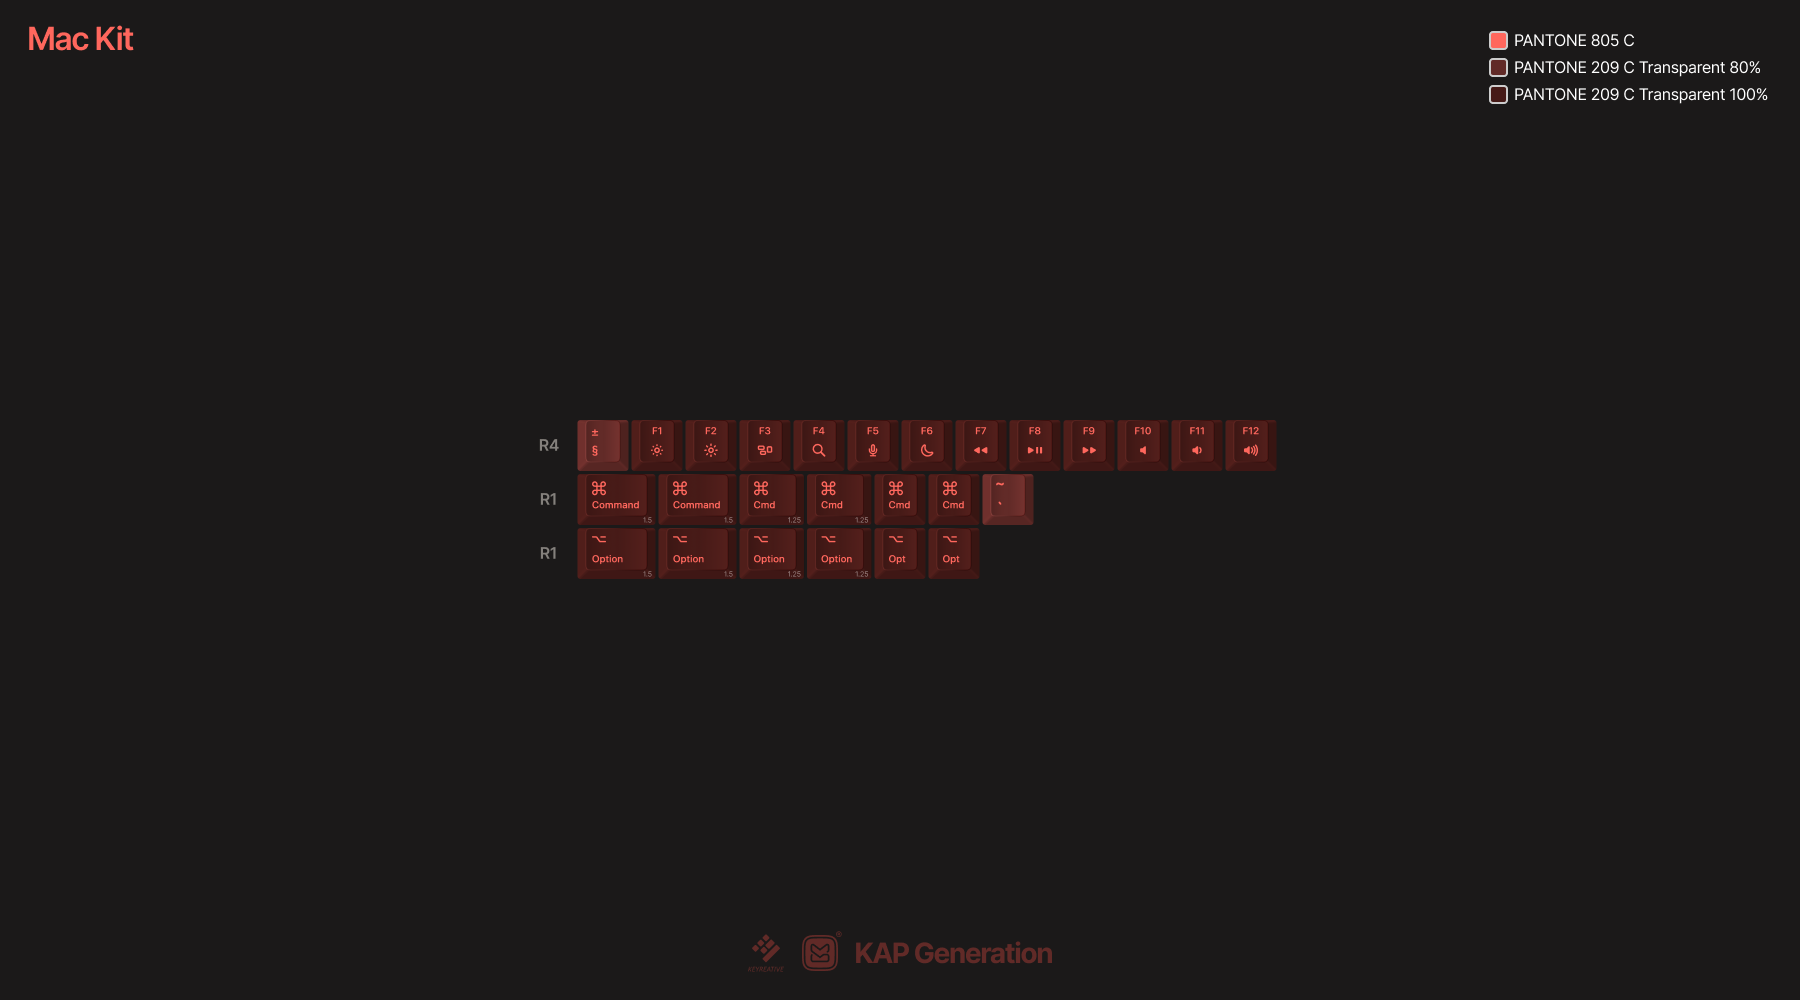 Mac Kit
PANTONE 805 C
PANTONE 209 C Transparent 80%
PANTONE 209 C Transparent 100%
R4
±
§
F1
F2
F3
F4
F5
F6
F7
F8
F9
F10
F11
F12
R1
⌘ ⌘ ⌘ ⌘ ⌘ ⌘ ~
Command Command Cmd Cmd Cmd Cmd `
1.5 1.5 1.25 1.25
R1
⌥ ⌥ ⌥ ⌥ ⌥ ⌥
Option Option Option Option Opt Opt
1.5 1.5 1.25 1.25
KEYREATIVE
®
KAP Generation